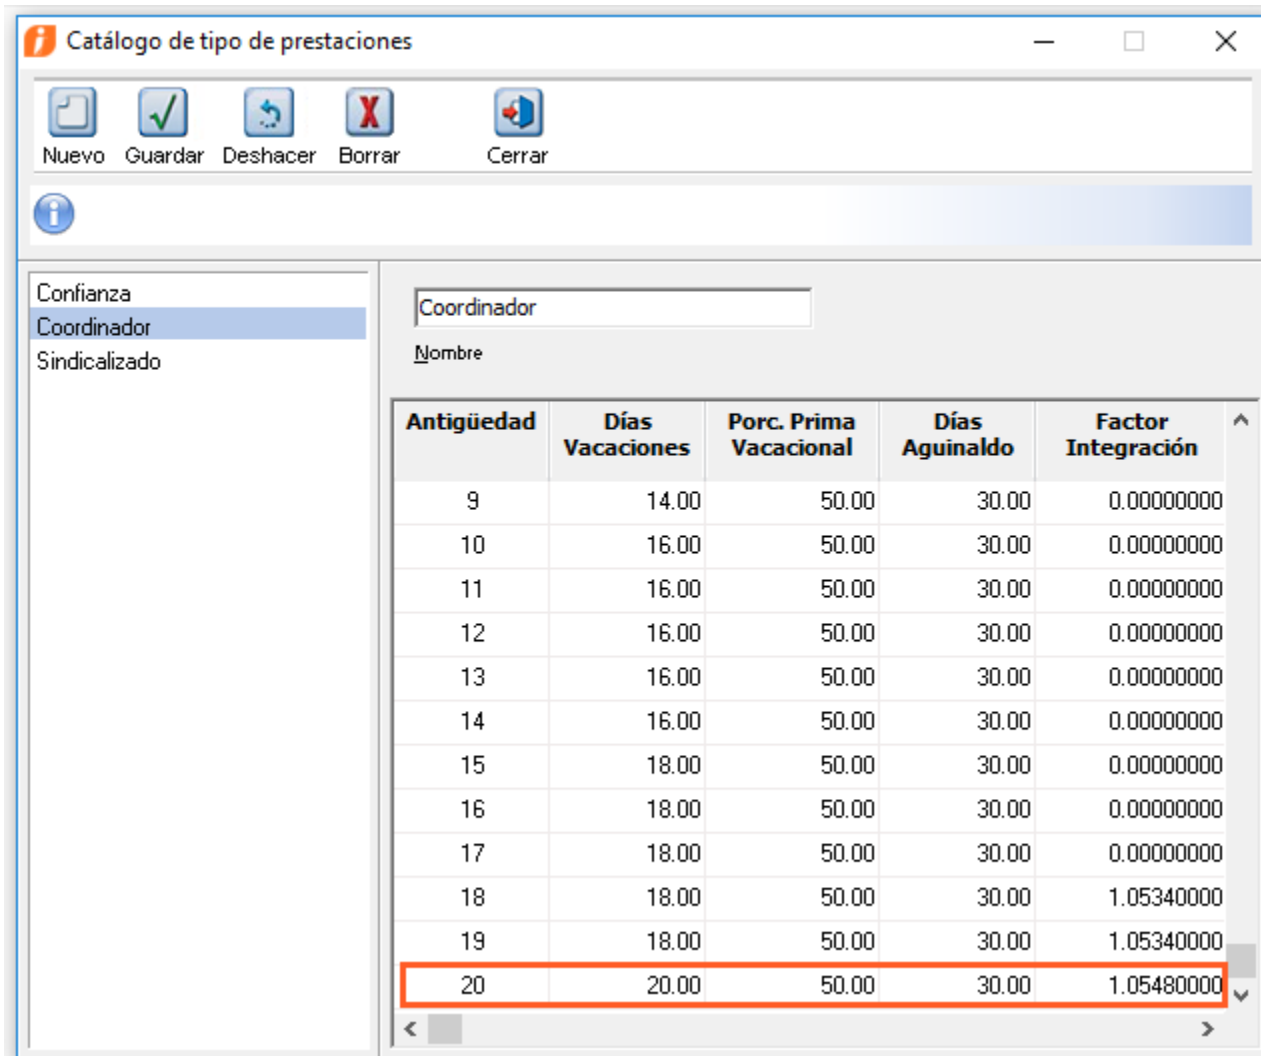 Catálogo de tipo de prestaciones
Nuevo Guardar Deshacer Borrar Cerrar
Confianza
Coordinador
Sindicalizado
Coordinador
Nombre
Antigüedad Días Vacaciones Porc. Prima Vacacional Días Aguinaldo Factor Integración
9 14.00 50.00 30.00 0.00000000
10 16.00 50.00 30.00 0.00000000
11 16.00 50.00 30.00 0.00000000
12 16.00 50.00 30.00 0.00000000
13 16.00 50.00 30.00 0.00000000
14 16.00 50.00 30.00 0.00000000
15 18.00 50.00 30.00 0.00000000
16 18.00 50.00 30.00 0.00000000
17 18.00 50.00 30.00 0.00000000
18 18.00 50.00 30.00 1.05340000
19 18.00 50.00 30.00 1.05340000
20 20.00 50.00 30.00 1.05480000